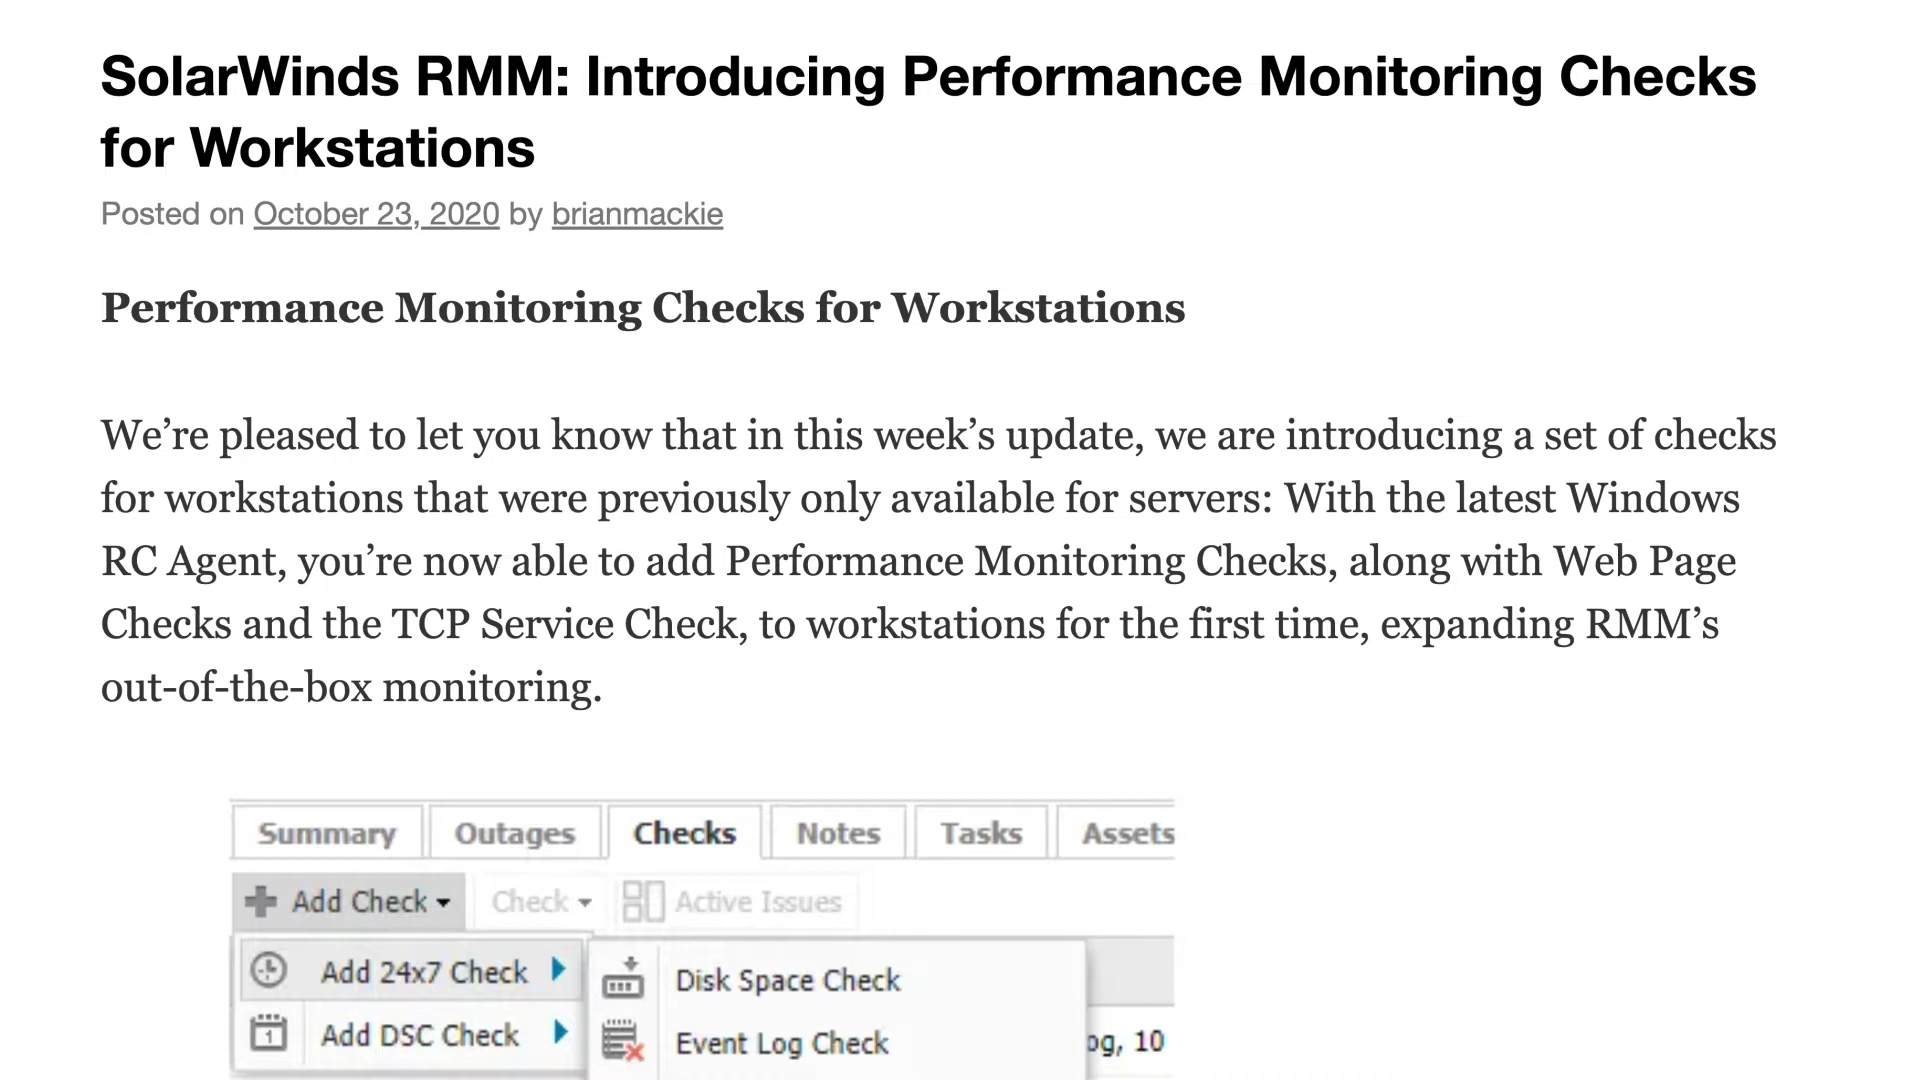 SolarWinds RMM: Introducing Performance Monitoring Checks
for Workstations
Posted on October 23, 2020 by brianmackie
Performance Monitoring Checks for Workstations
We’re pleased to let you know that in this week’s update, we are introducing a set of checks
for workstations that were previously only available for servers: With the latest Windows
RC Agent, you’re now able to add Performance Monitoring Checks, along with Web Page
Checks and the TCP Service Check, to workstations for the first time, expanding RMM’s
out-of-the-box monitoring.
Summary Outages Checks Notes Tasks Assets
Add Check Check Active Issues
Add 24x7 Check Disk Space Check
Add DSC Check Event Log Check og, 10